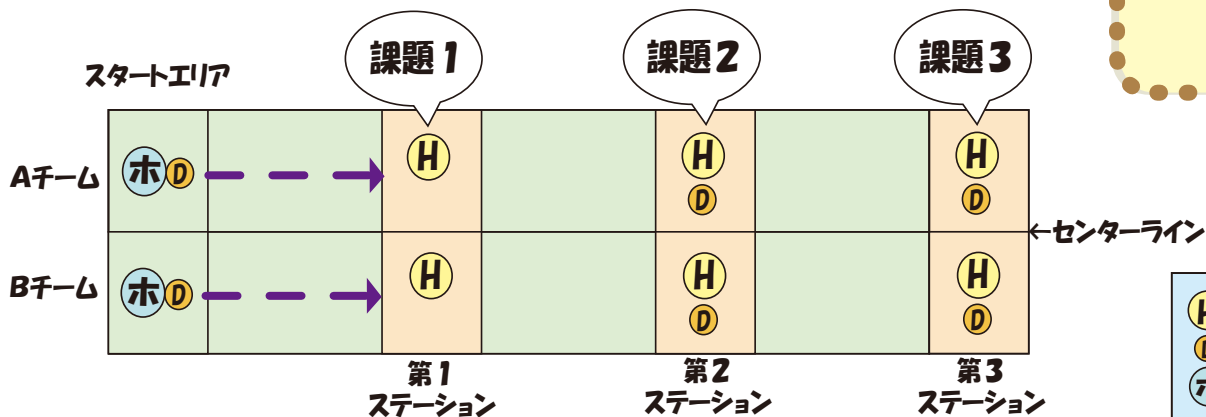 課題1
課題2
課題3
スタートエリア
Aチーム
ホ
D
H
H
D
H
D
←センターライン
Bチーム
ホ
D
H
H
D
H
D
第1
ステーション
第2
ステーション
第3
ステーション
H
D
ホ